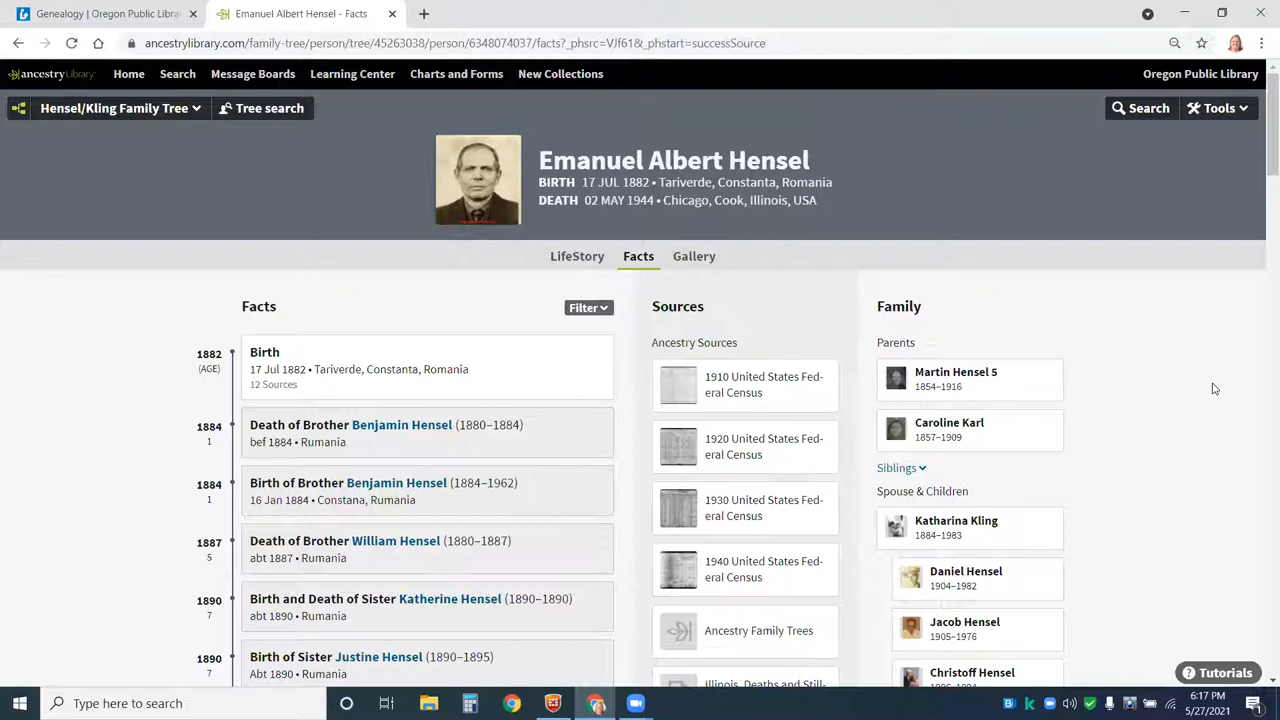 Genealogy | Oregon Public Libra
Emanuel Albert Hensel - Facts
ancestrylibrary.com/family-tree/person/tree/45263038/person/6348074037/facts?_phsrc=VJf61&_phstart=successSource
ancestryLibrary
Home
Search
Message Boards
Learning Center
Charts and Forms
New Collections
Oregon Public Library
Hensel/Kling Family Tree
Tree search
Search
Tools
Emanuel Albert Hensel
BIRTH 17 JUL 1882 • Tariverde, Constanta, Romania
DEATH 02 MAY 1944 • Chicago, Cook, Illinois, USA
LifeStory
Facts
Gallery
Facts
Filter
1882
(AGE)
Birth
17 Jul 1882 • Tariverde, Constanta, Romania
12 Sources
1884
1
Death of Brother Benjamin Hensel (1880–1884)
bef 1884 • Rumania
1884
1
Birth of Brother Benjamin Hensel (1884–1962)
16 Jan 1884 • Constana, Rumania
1887
5
Death of Brother William Hensel (1880–1887)
abt 1887 • Rumania
1890
7
Birth and Death of Sister Katherine Hensel (1890–1890)
abt 1890 • Rumania
1890
7
Birth of Sister Justine Hensel (1890–1895)
Abt 1890 • Rumania
Sources
Ancestry Sources
1910 United States Fed-
eral Census
1920 United States Fed-
eral Census
1930 United States Fed-
eral Census
1940 United States Fed-
eral Census
Ancestry Family Trees
Illinois, Deaths and Still-
Family
Parents
Martin Hensel 5
1854–1916
Caroline Karl
1857–1909
Siblings
Spouse & Children
Katharina Kling
1884–1983
Daniel Hensel
1904–1982
Jacob Hensel
1905–1976
Christoff Hensel
Tutorials
Type here to search
6:17 PM
5/27/2021